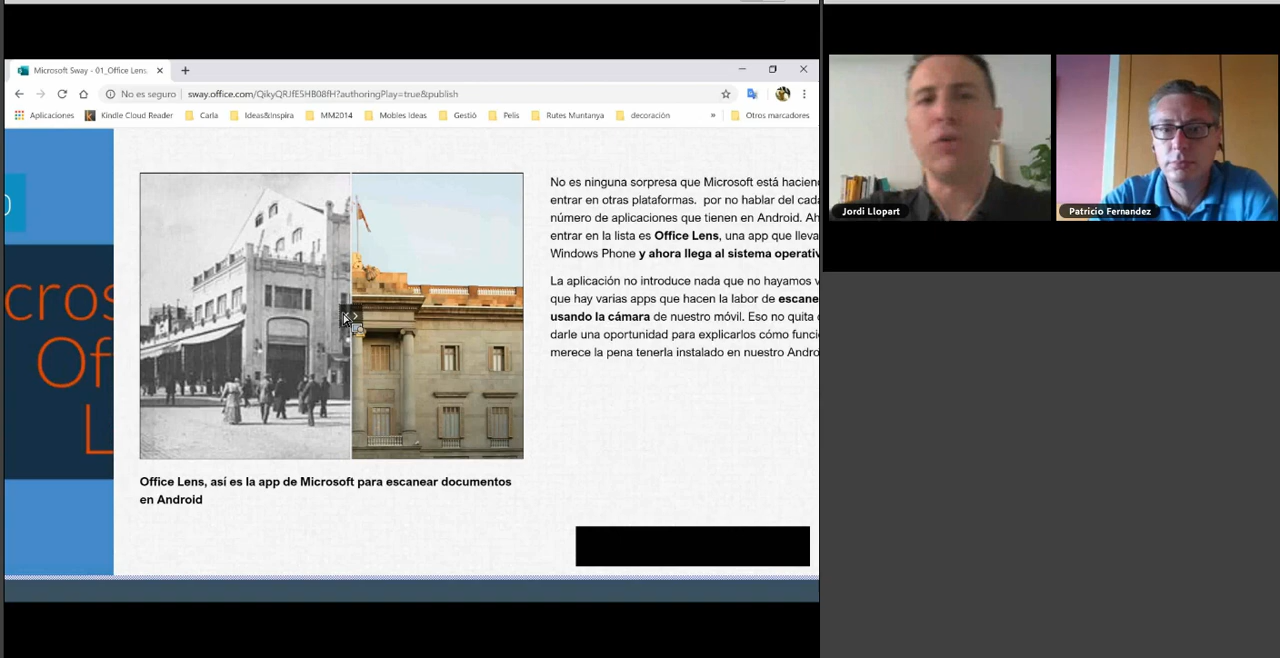 Microsoft Sway - 01_Office Lens,
No es seguro
sway.office.com/QikyQRJfE5HB08fH?authoringPlay=true&publish
Aplicaciones
Kindle Cloud Reader
Carla
Ideas&Inspira
MM2014
Mobles Ideas
Gestió
Pelis
Rutes Muntanya
decoración
»
Otros marcadores
cros
Of
L
No es ninguna sorpresa que Microsoft está hacien
entrar en otras plataformas. por no hablar del cad
número de aplicaciones que tienen en Android. Ah
entrar en la lista es Office Lens, una app que lleva
Windows Phone y ahora llega al sistema operativ
La aplicación no introduce nada que no hayamos v
que hay varias apps que hacen la labor de escane
usando la cámara de nuestro móvil. Eso no quita
darle una oportunidad para explicarlos cómo funci
merece la pena tenerla instalado en nuestro Andro
Office Lens, así es la app de Microsoft para escanear documentos
en Android
Jordi Llopart
Patricio Fernandez